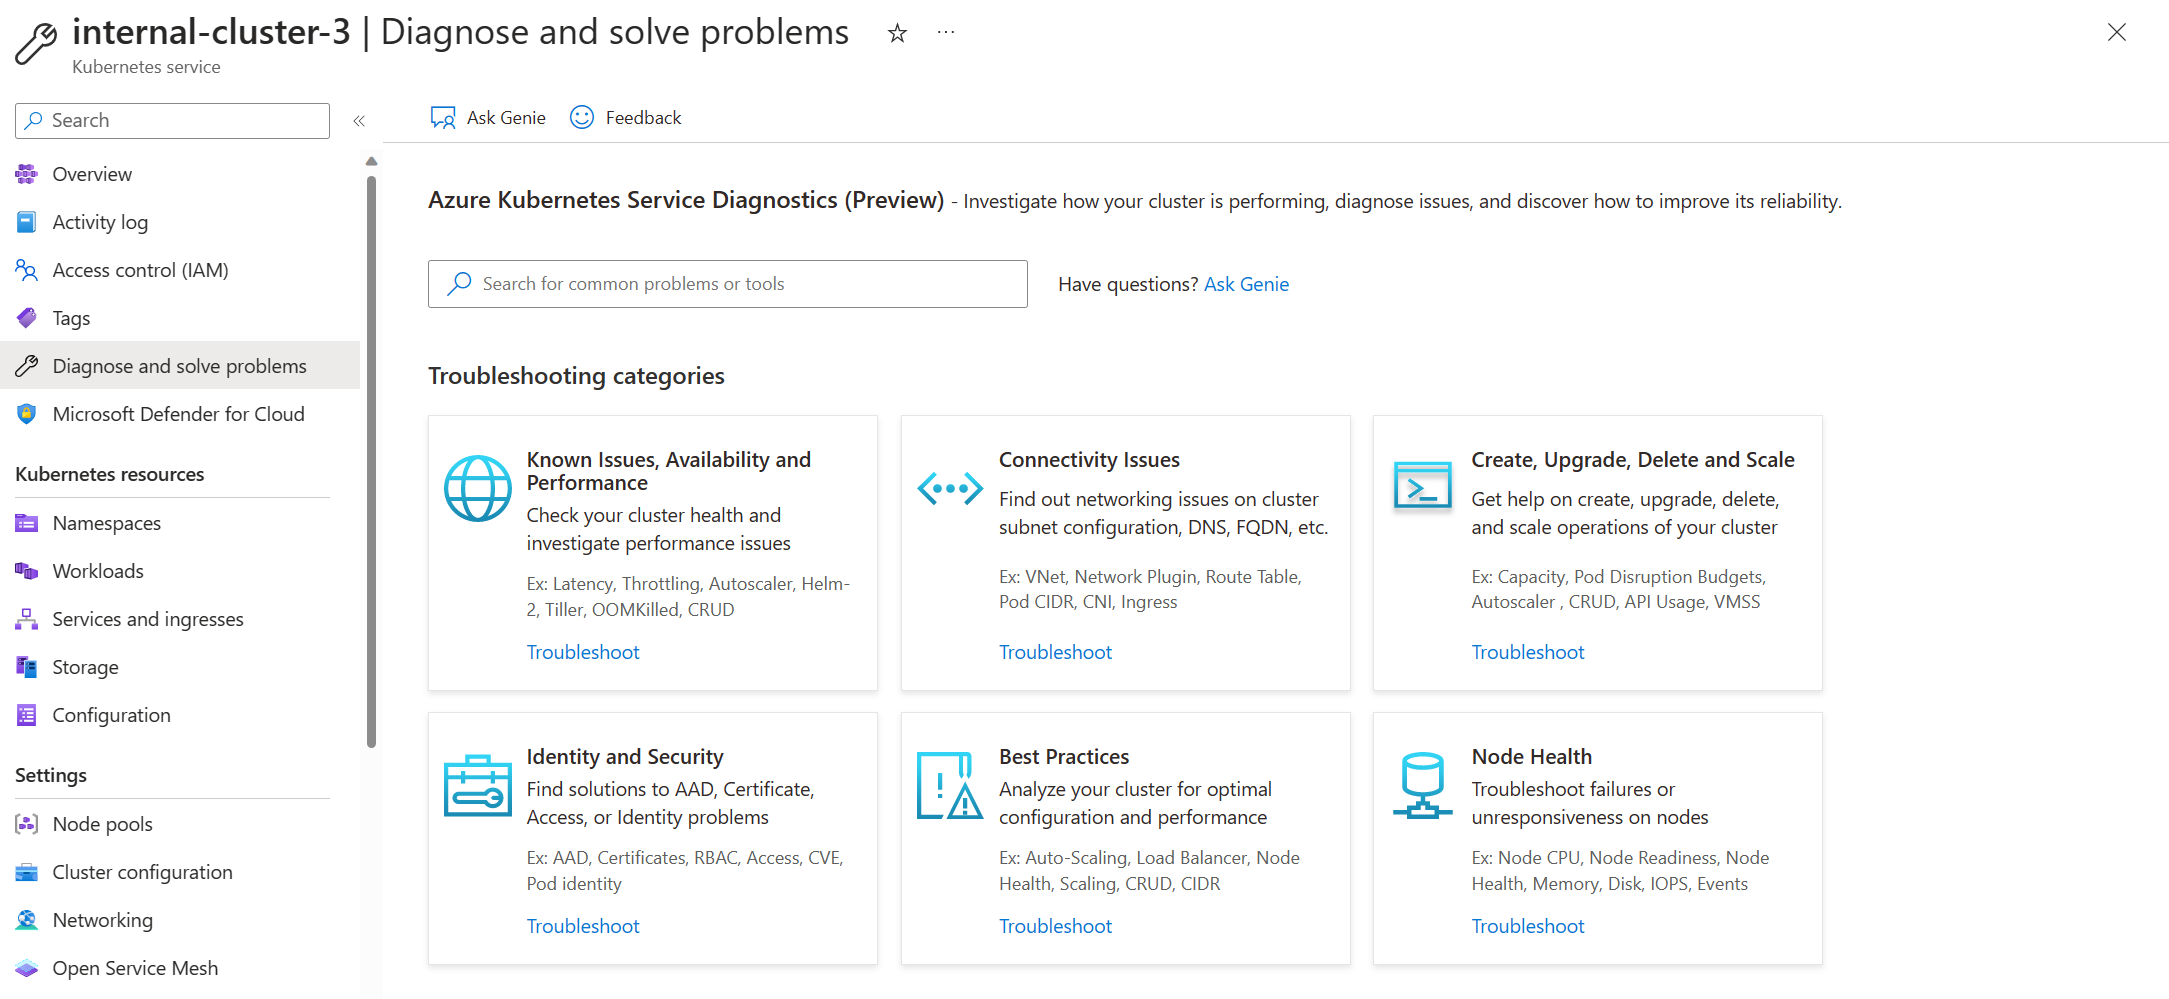 internal-cluster-3 | Diagnose and solve problems
Kubernetes service
Search
Overview
Activity log
Access control (IAM)
Tags
Diagnose and solve problems
Microsoft Defender for Cloud
Kubernetes resources
Namespaces
Workloads
Services and ingresses
Storage
Configuration
Settings
Node pools
Cluster configuration
Networking
Open Service Mesh
Ask Genie
Feedback
Azure Kubernetes Service Diagnostics (Preview) - Investigate how your cluster is performing, diagnose issues, and discover how to improve its reliability.
Search for common problems or tools
Have questions? Ask Genie
Troubleshooting categories
Known Issues, Availability and
Performance
Check your cluster health and
investigate performance issues
Ex: Latency, Throttling, Autoscaler, Helm-
2, Tiller, OOMKilled, CRUD
Troubleshoot
Connectivity Issues
Find out networking issues on cluster
subnet configuration, DNS, FQDN, etc.
Ex: VNet, Network Plugin, Route Table,
Pod CIDR, CNI, Ingress
Troubleshoot
Create, Upgrade, Delete and Scale
Get help on create, upgrade, delete,
and scale operations of your cluster
Ex: Capacity, Pod Disruption Budgets,
Autoscaler , CRUD, API Usage, VMSS
Troubleshoot
Identity and Security
Find solutions to AAD, Certificate,
Access, or Identity problems
Ex: AAD, Certificates, RBAC, Access, CVE,
Pod identity
Troubleshoot
Best Practices
Analyze your cluster for optimal
configuration and performance
Ex: Auto-Scaling, Load Balancer, Node
Health, Scaling, CRUD, CIDR
Troubleshoot
Node Health
Troubleshoot failures or
unresponsiveness on nodes
Ex: Node CPU, Node Readiness, Node
Health, Memory, Disk, IOPS, Events
Troubleshoot